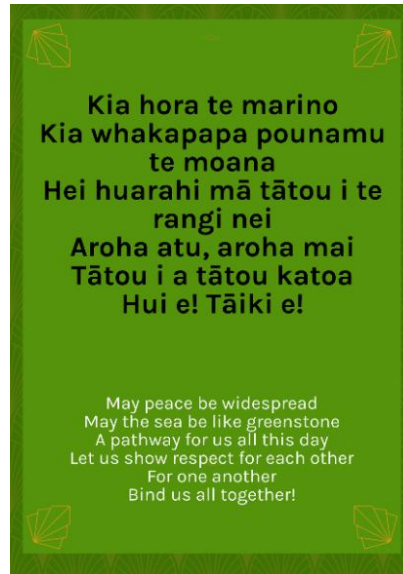 Kia hora te marino
Kia whakapapa pounamu
te moana
Hei huarahi mā tātou i te
rangi nei
Aroha atu, aroha mai
Tātou i a tātou katoa
Hui e! Tāiki e!
May peace be widespread
May the sea be like greenstone
A pathway for us all this day
Let us show respect for each other
For one another
Bind us all together!